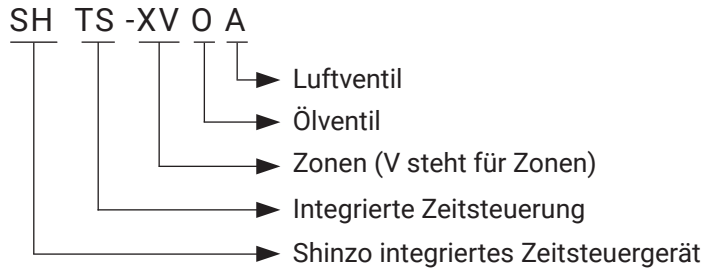 SH TS -XV O A
Luftventil
Ölventil
Zonen (V steht für Zonen)
Integrierte Zeitsteuerung
Shinzo integriertes Zeitsteuergerät